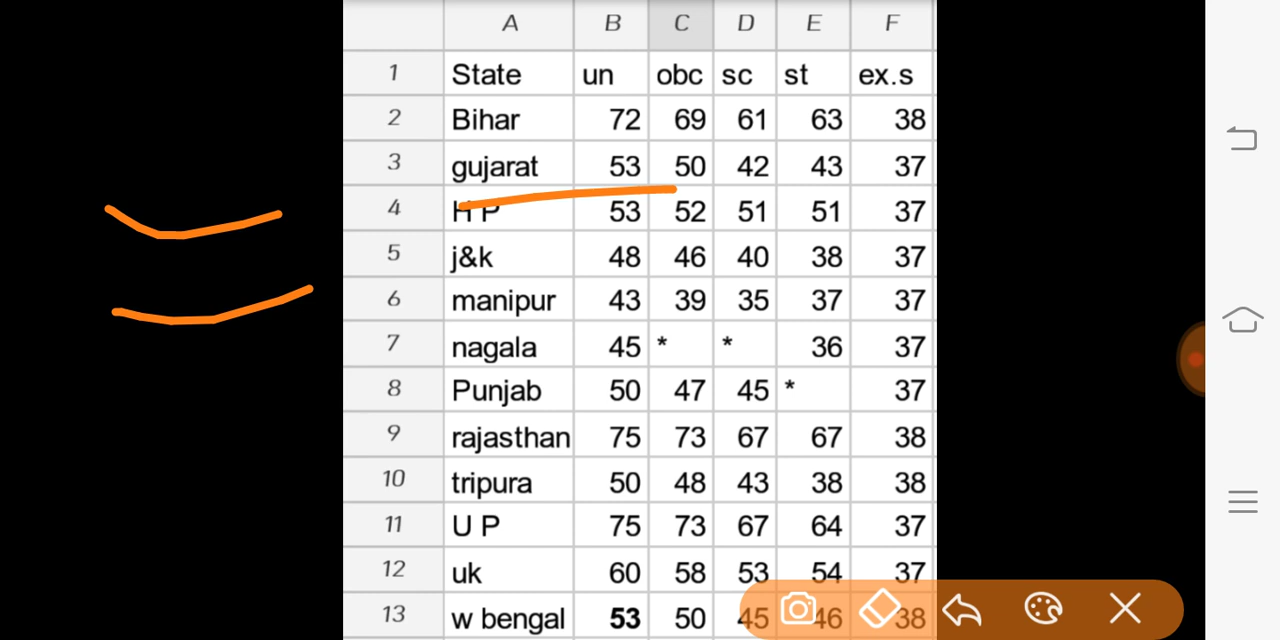 A B C D E F
1 State un obc sc st ex.s
2 Bihar 72 69 61 63 38
3 gujarat 53 50 42 43 37
4 H P 53 52 51 51 37
5 j&k 48 46 40 38 37
6 manipur 43 39 35 37 37
7 nagala 45 * * 36 37
8 Punjab 50 47 45 * 37
9 rajasthan 75 73 67 67 38
10 tripura 50 48 43 38 38
11 U P 75 73 67 64 37
12 uk 60 58 53 54 37
13 w bengal 53 50 45 46 38